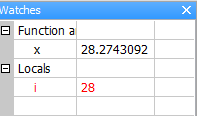 Watches
Function a
x 28.2743092
Locals
i 28